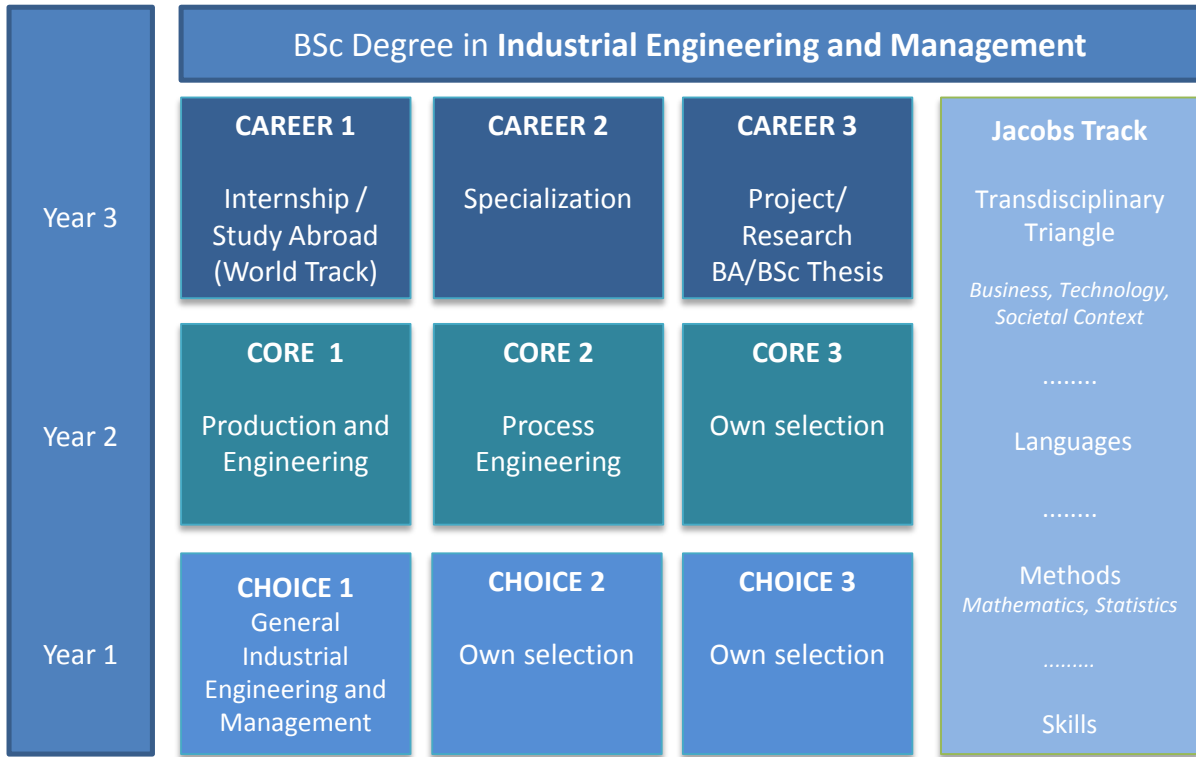 BSc Degree in Industrial Engineering and Management
Year 3
CAREER 1
Internship /
Study Abroad
(World Track)
CAREER 2
Specialization
CAREER 3
Project/
Research
BA/BSc Thesis
Year 2
CORE 1
Production and
Engineering
CORE 2
Process
Engineering
CORE 3
Own selection
Year 1
CHOICE 1
General
Industrial
Engineering and
Management
CHOICE 2
Own selection
CHOICE 3
Own selection
Jacobs Track
Transdisciplinary
Triangle
Business, Technology,
Societal Context
........
Languages
........
Methods
Mathematics, Statistics
.........
Skills